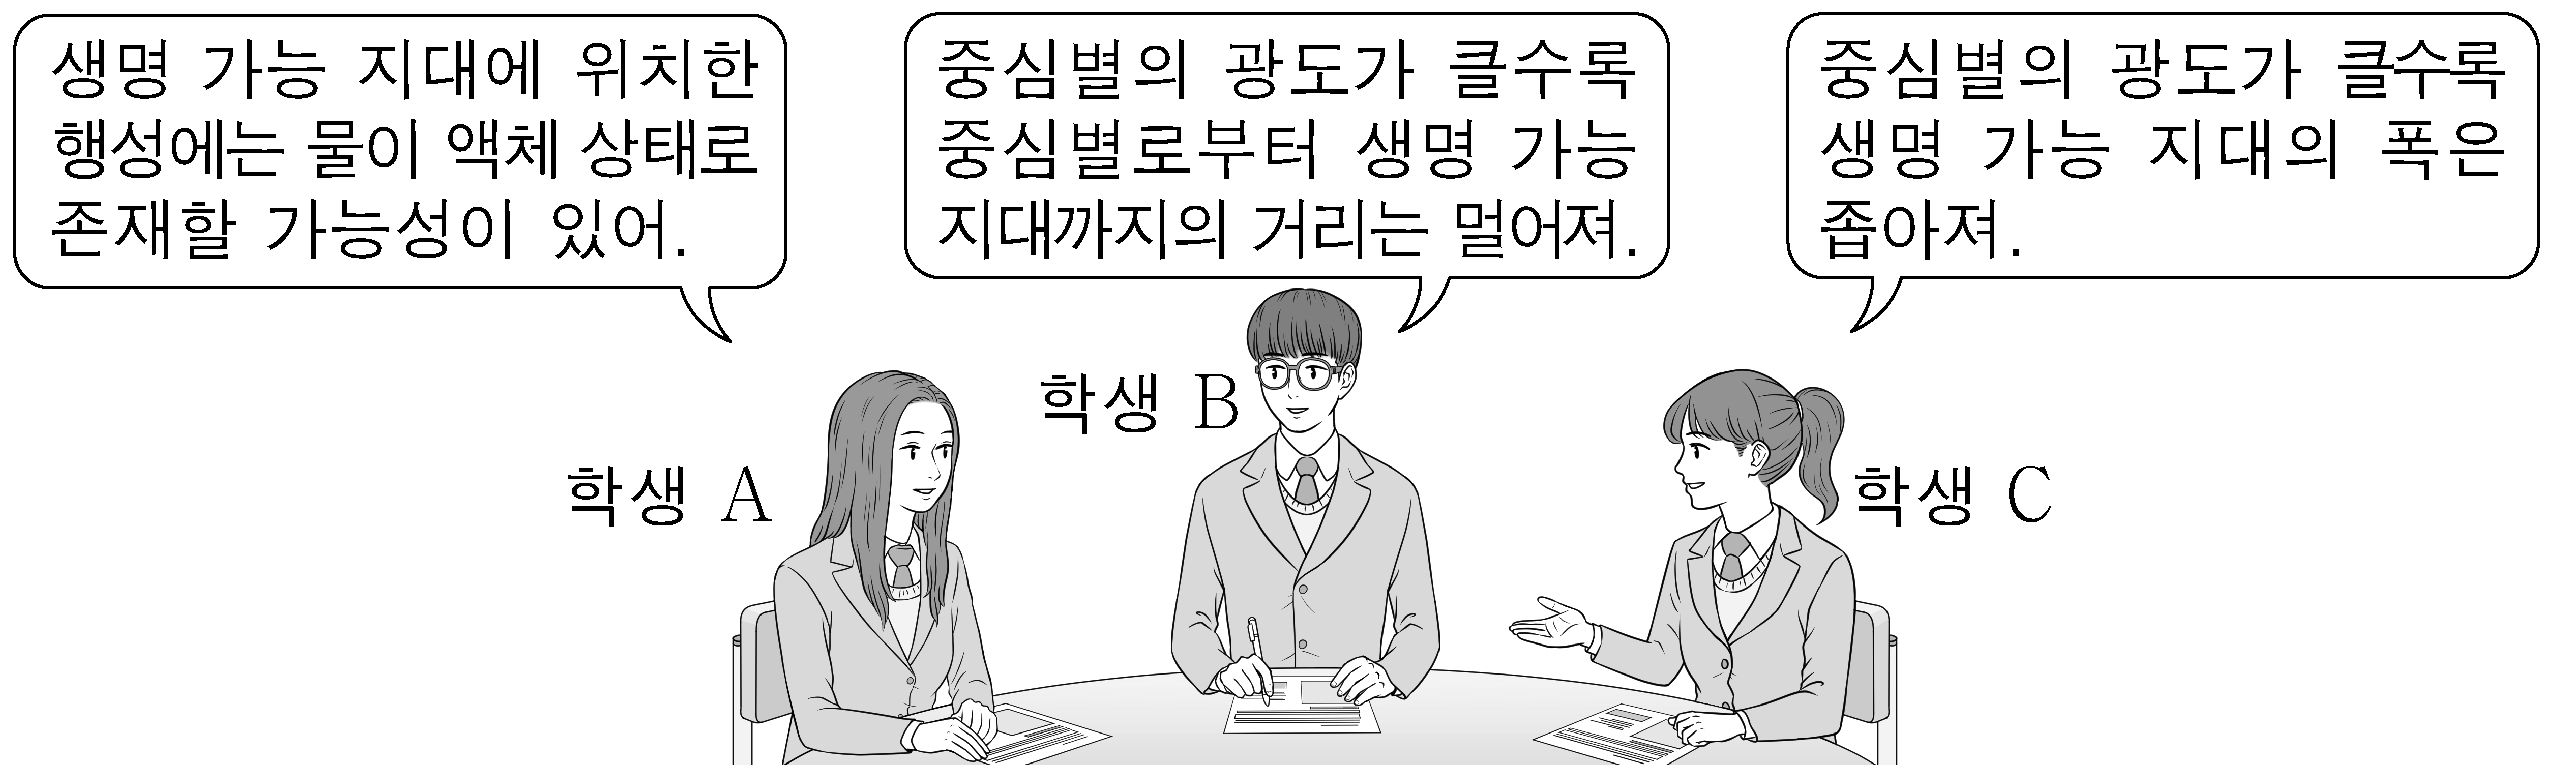 생명 가능 지대에 위치한
행성에는 물이 액체 상태로
존재할 가능성이 있어.
중심별의 광도가 클수록
중심별로부터 생명 가능
지대까지의 거리는 멀어져.
중심별의 광도가 클수록
생명 가능 지대의 폭은
좁아져.
학생 A
학생 B
학생 C